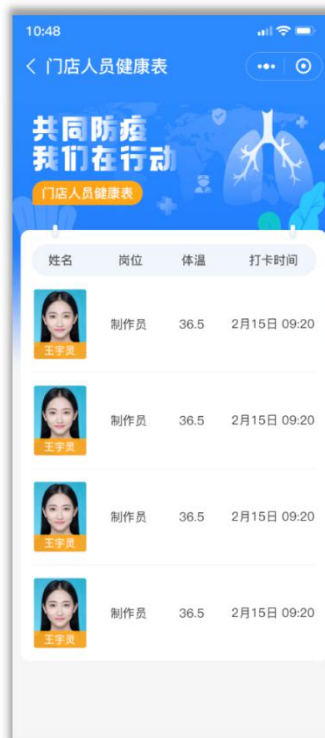 10:48
门店人员健康表
共同防疫
我们在行动
门店人员健康表
姓名 岗位 体温 打卡时间
制作员 36.5 2月15日 09:20
王宇灵
制作员 36.5 2月15日 09:20
王宇灵
制作员 36.5 2月15日 09:20
王宇灵
制作员 36.5 2月15日 09:20
王宇灵